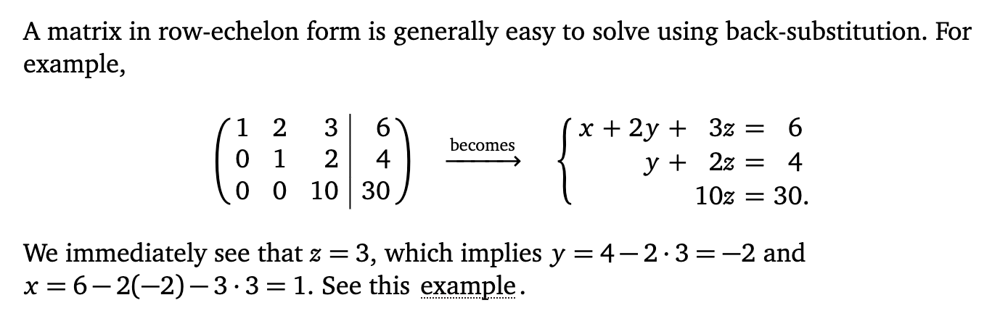 A matrix in row-echelon form is generally easy to solve using back-substitution. For
example,
1 2 3 | 6
0 1 2 | 4
0 0 10 | 30
becomes
x + 2y + 3z = 6
y + 2z = 4
10z = 30.
We immediately see that z = 3, which implies y = 4 − 2 · 3 = −2 and
x = 6 − 2(−2) − 3 · 3 = 1. See this example.